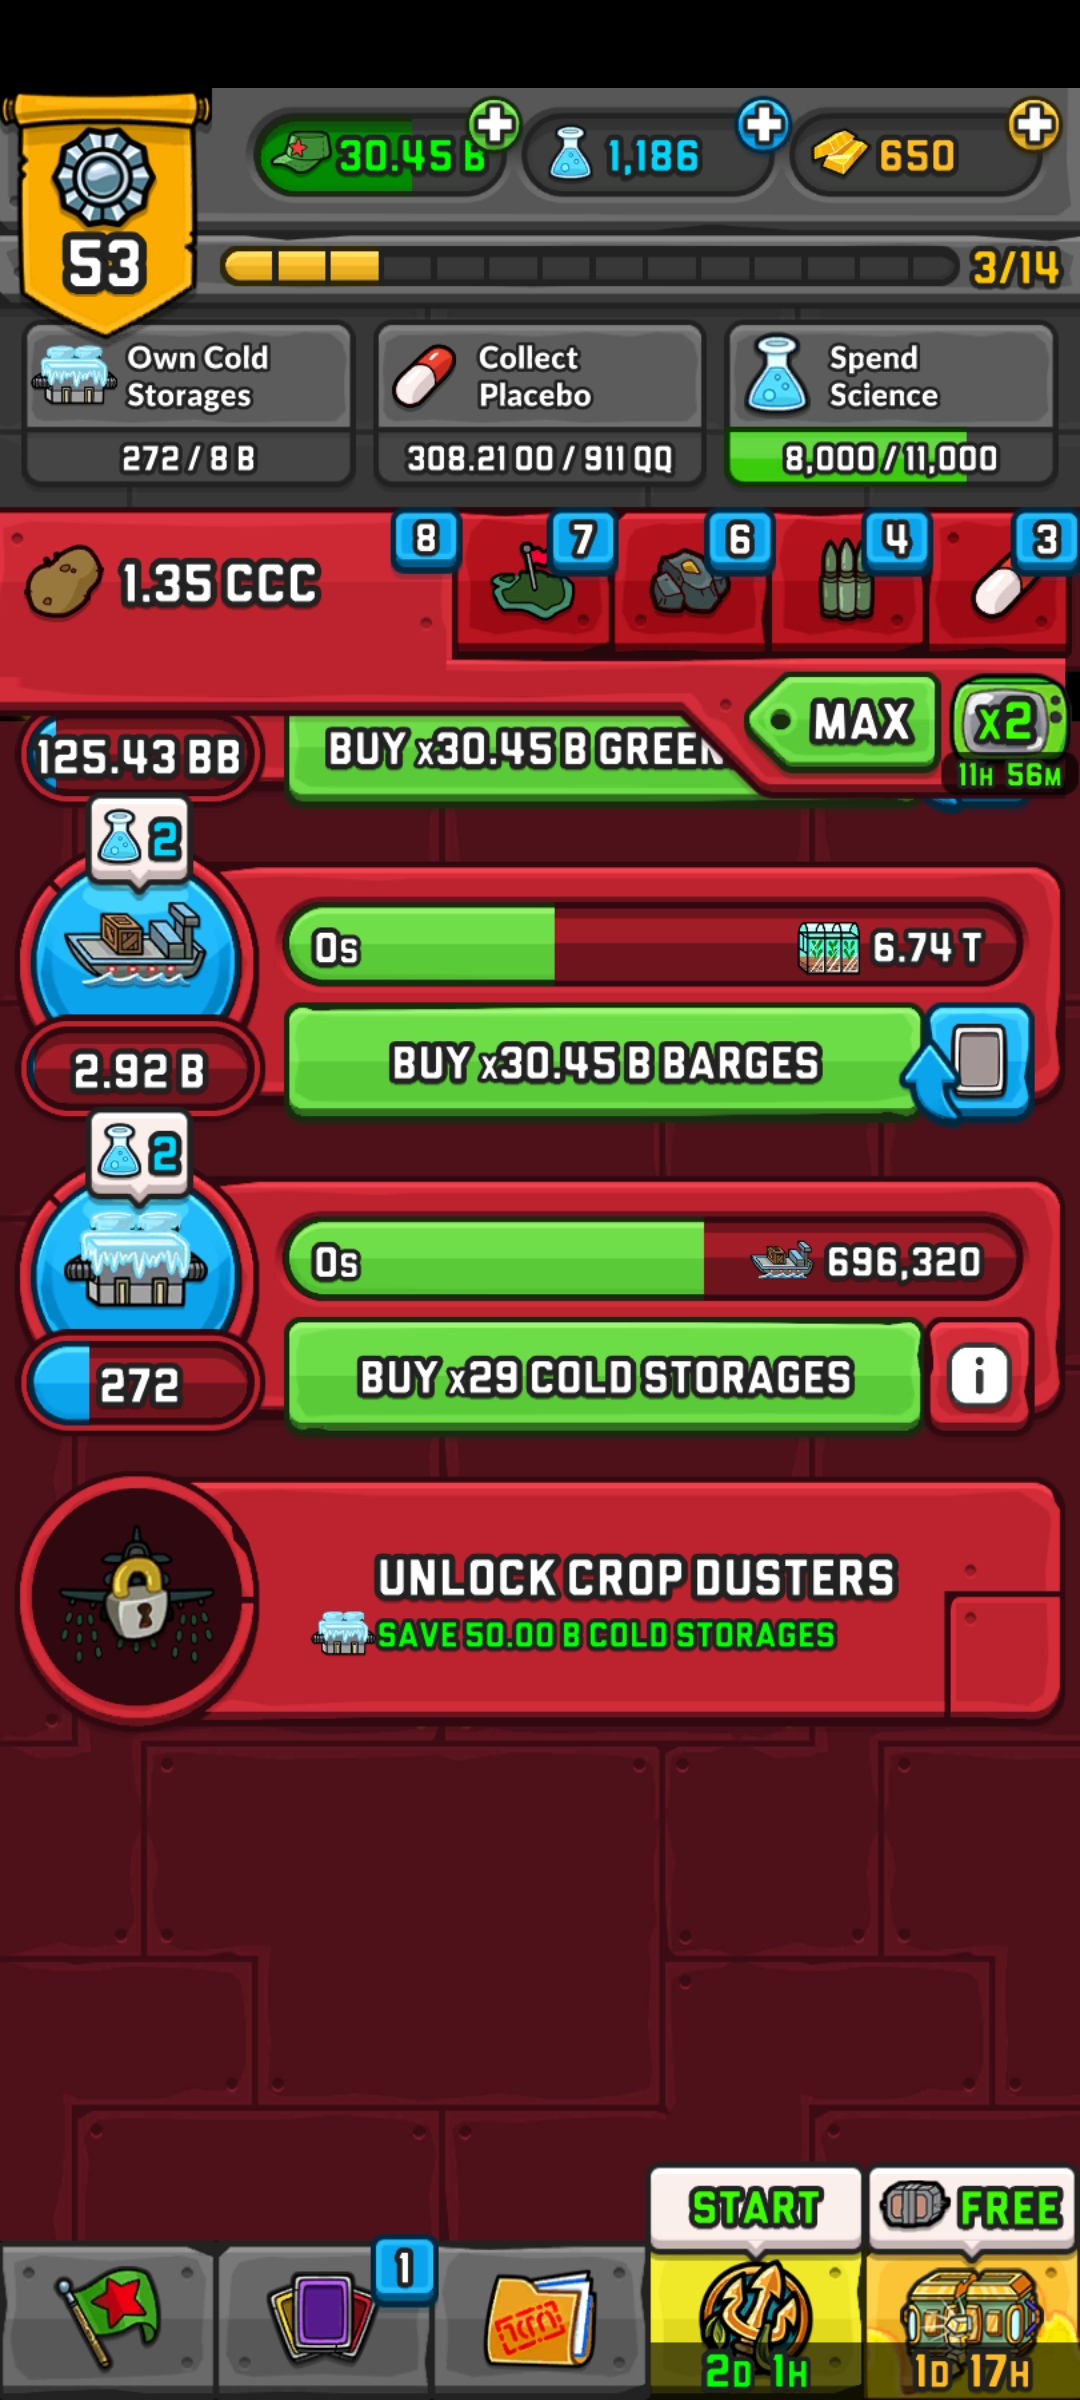 30.45 B
1,186
650
53
3/14
Own Cold
Storages
272 / 8 B
Collect
Placebo
308.21 OO / 911 QQ
Spend
Science
8,000 / 11,000
1.35 CCC
8
7
6
4
3
MAX
x2
11H 56M
125.43 BB
BUY x30.45 B GREEN
2
0s
6.74 T
2.92 B
BUY x30.45 B BARGES
2
0s
696,320
272
BUY x29 COLD STORAGES
i
UNLOCK CROP DUSTERS
SAVE 50.00 B COLD STORAGES
START
FREE
1
2D 1H
1D 17H